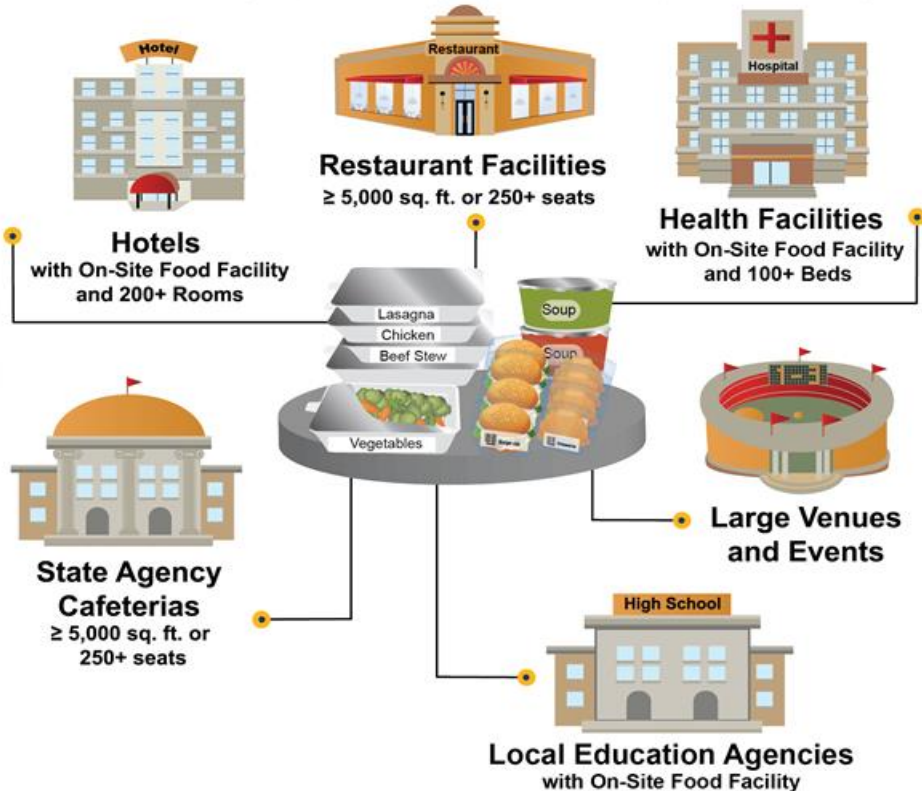 Hotel
Restaurant
Hospital
Restaurant Facilities
≥ 5,000 sq. ft. or 250+ seats
Hotels
with On-Site Food Facility
and 200+ Rooms
Health Facilities
with On-Site Food Facility
and 100+ Beds
Lasagna
Chicken
Beef Stew
Vegetables
Soup
Soup
State Agency
Cafeterias
≥ 5,000 sq. ft. or
250+ seats
Large Venues
and Events
High School
Local Education Agencies
with On-Site Food Facility